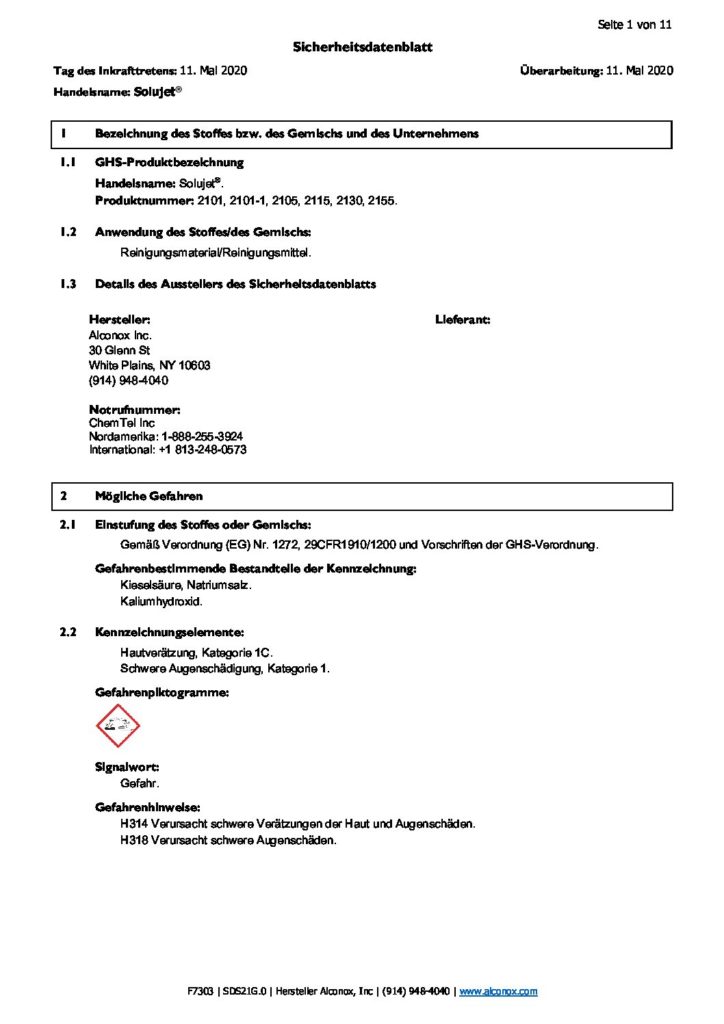 Seite 1 von 11
Sicherheitsdatenblatt
Tag des Inkrafttretens: 11. Mai 2020 Überarbeitung: 11. Mai 2020
Handelsname: Solujet®
1 Bezeichnung des Stoffes bzw. des Gemischs und des Unternehmens
1.1 GHS-Produktbezeichnung
Handelsname: Solujet®.
Produktnummer: 2101, 2101-1, 2105, 2115, 2130, 2155.
1.2 Anwendung des Stoffes/des Gemischs:
Reinigungsmaterial/Reinigungsmittel.
1.3 Details des Ausstellers des Sicherheitsdatenblatts
Hersteller: Lieferant:
Alconox Inc.
30 Glenn St
White Plains, NY 10603
(914) 948-4040
Notrufnummer:
ChemTel Inc
Nordamerika: 1-888-255-3924
International: +1 813-248-0573
2 Mögliche Gefahren
2.1 Einstufung des Stoffes oder Gemischs:
Gemäß Verordnung (EG) Nr. 1272, 29CFR1910/1200 und Vorschriften der GHS-Verordnung.
Gefahrenbestimmende Bestandteile der Kennzeichnung:
Kieselsäure, Natriumsalz.
Kaliumhydroxid.
2.2 Kennzeichnungselemente:
Hautverätzung, Kategorie 1C.
Schwere Augenschädigung, Kategorie 1.
Gefahrenpiktogramme:
Signalwort:
Gefahr.
Gefahrenhinweise:
H314 Verursacht schwere Verätzungen der Haut und Augenschäden.
H318 Verursacht schwere Augenschäden.
F7303 | SDS21G.0 | Hersteller Alconox, Inc | (914) 948-4040 | www.alconox.com